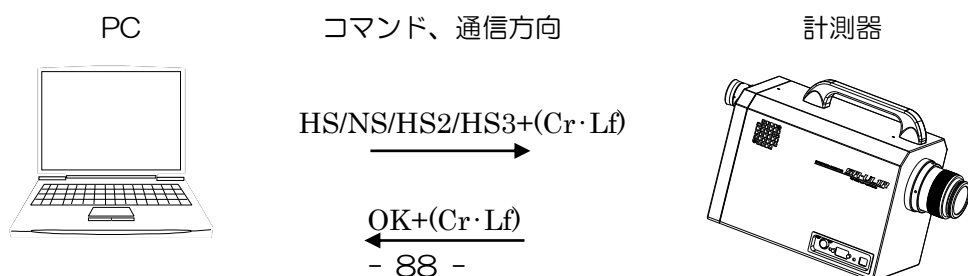 PC コマンド、通信方向 計測器
HS/NS/HS2/HS3+(Cr·Lf)
OK+(Cr·Lf)
- 88 -